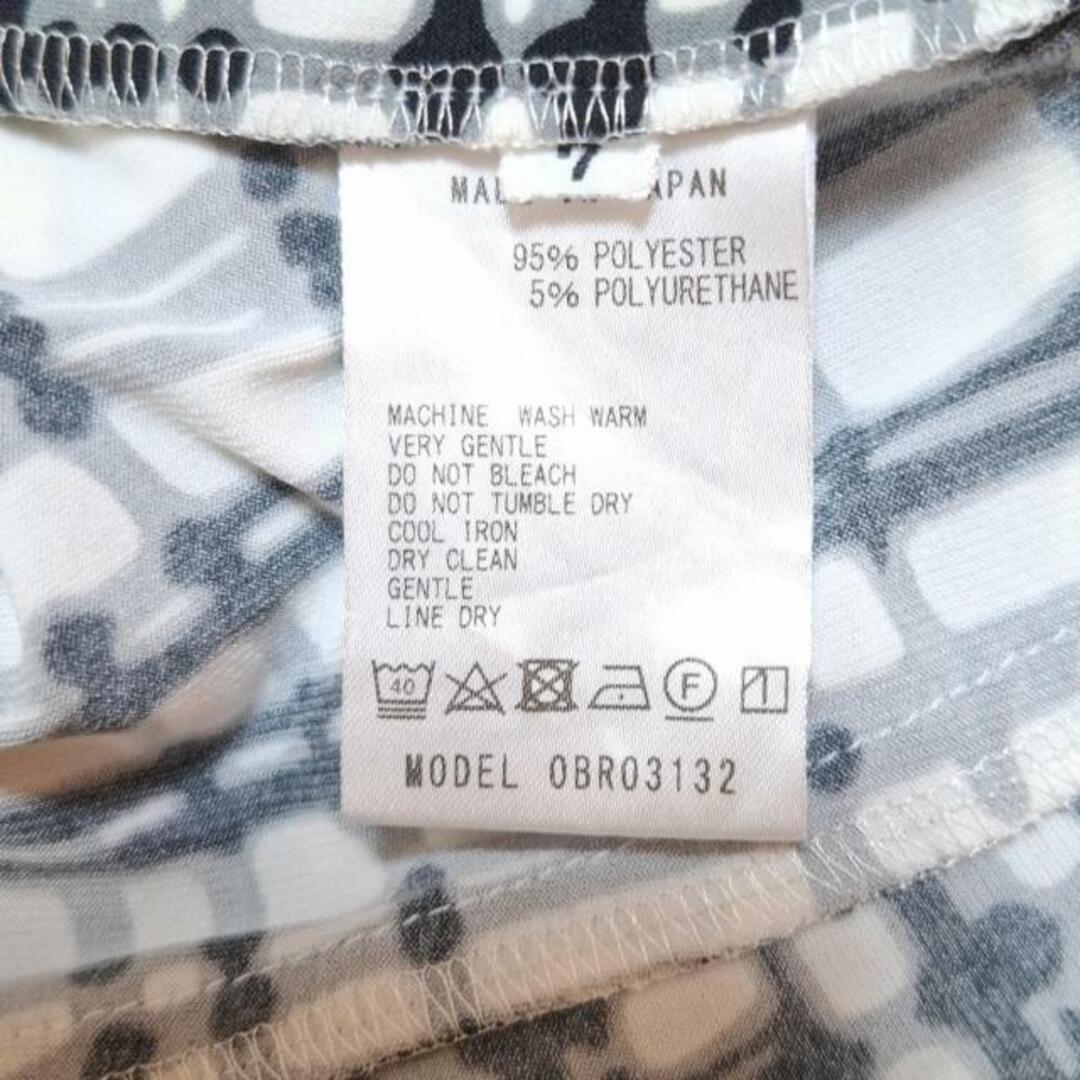 7
MADE IN JAPAN
95% POLYESTER
5% POLYURETHANE
MACHINE WASH WARM
VERY GENTLE
DO NOT BLEACH
DO NOT TUMBLE DRY
COOL IRON
DRY CLEAN
GENTLE
LINE DRY
40 F
MODEL 0BR03132